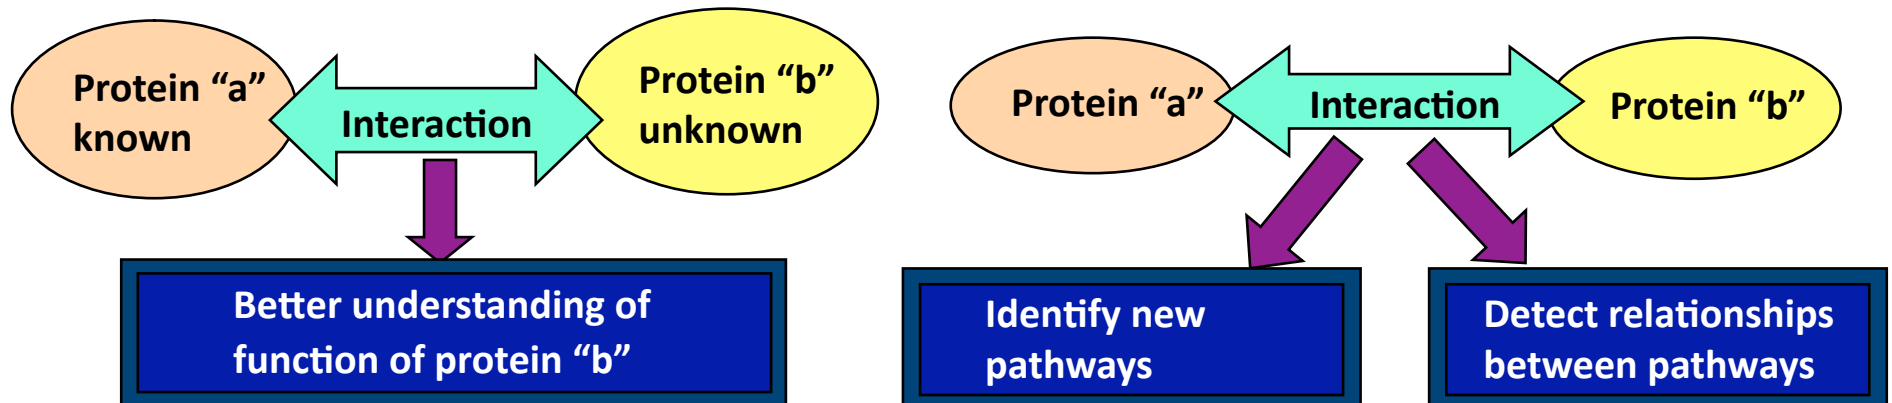 Protein “a”
known
Interaction
Protein “b”
unknown
Better understanding of
function of protein “b”
Protein “a”
Interaction
Protein “b”
Identify new
pathways
Detect relationships
between pathways